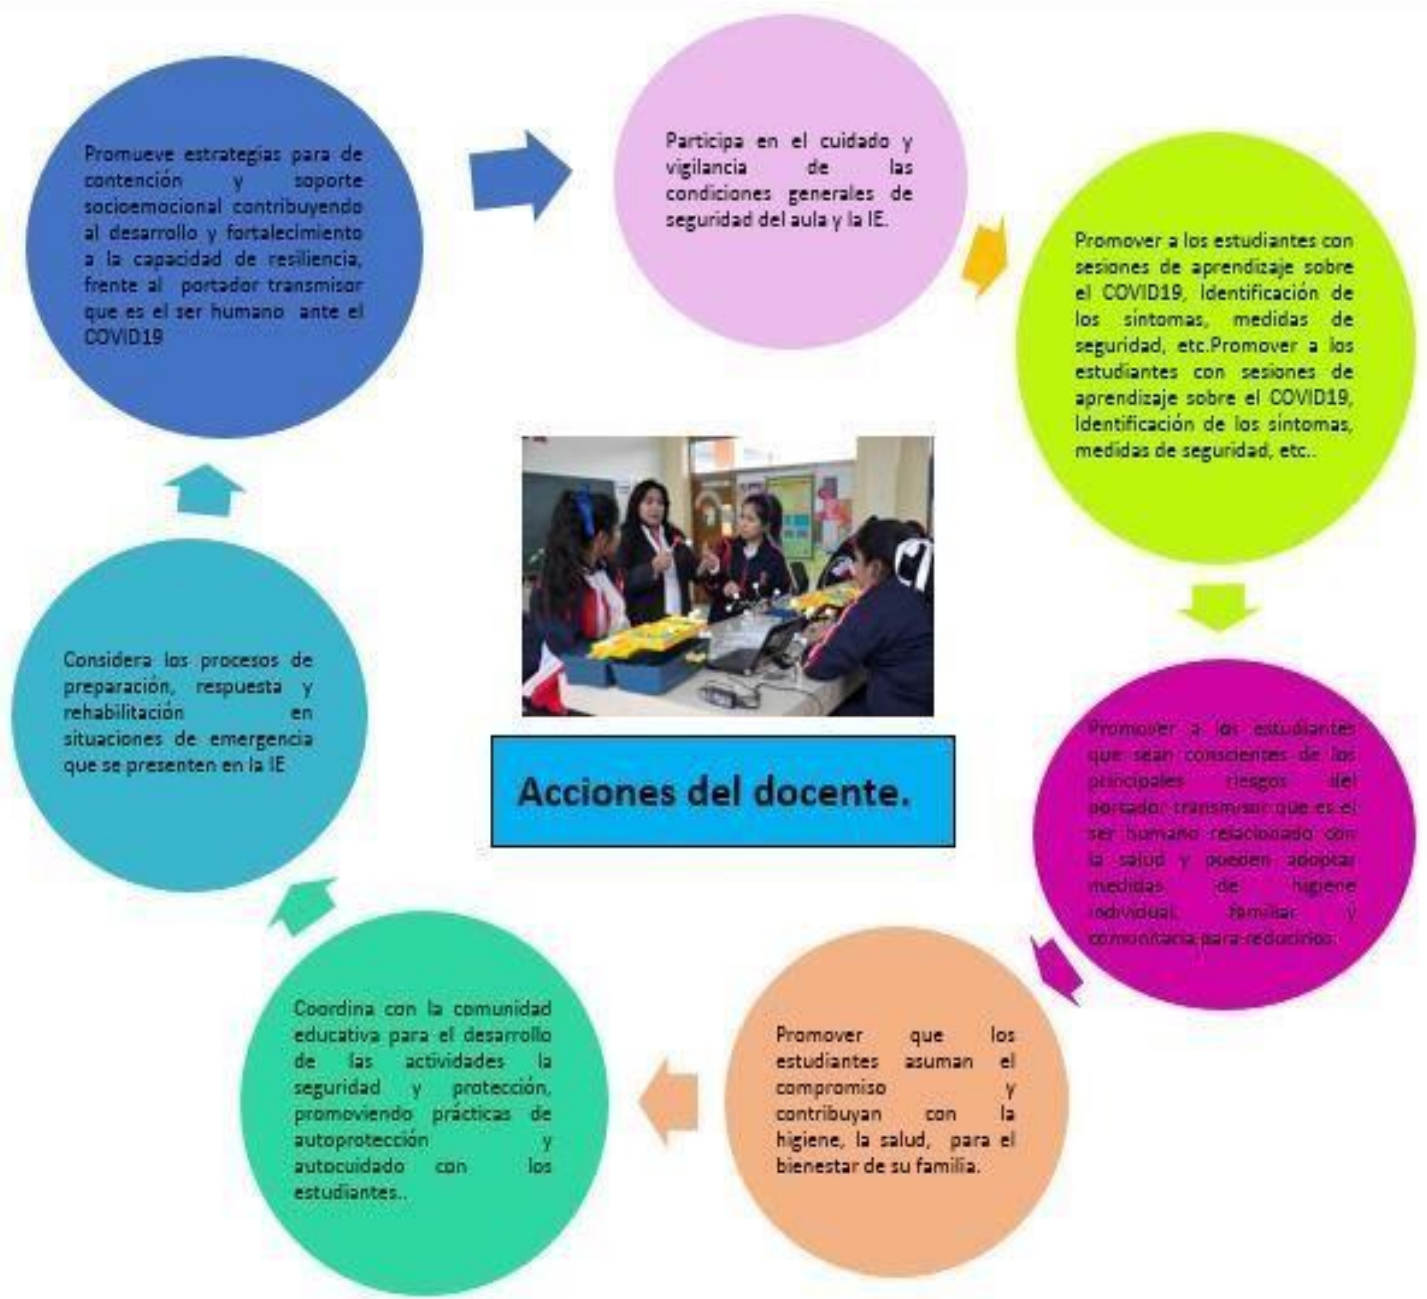 Promueve estrategias para de
contención y soporte
socioemocional contribuyendo
al desarrollo y fortalecimiento
a la capacidad de resiliencia,
frente al portador transmisor
que es el ser humano ante el
COVID19
Participa en el cuidado y
vigilancia de las
condiciones generales de
seguridad del aula y la IE.
Promover a los estudiantes con
sesiones de aprendizaje sobre
el COVID19, Identificación de
los síntomas, medidas de
seguridad, etc.Promover a los
estudiantes con sesiones de
aprendizaje sobre el COVID19,
Identificación de los síntomas,
medidas de seguridad, etc..
Promover a los estudiantes
que sean conscientes de los
principales riesgos del
portador transmisor que es el
ser humano relacionado con
la salud y pueden adoptar
medidas de higiene
individual, familiar y
comunitaria para reducirlos.
Promover que los
estudiantes asuman el
compromiso y
contribuyan con la
higiene, la salud, para el
bienestar de su familia.
Coordina con la comunidad
educativa para el desarrollo
de las actividades la
seguridad y protección,
promoviendo prácticas de
autoprotección y
autocuidado con los
estudiantes..
Considera los procesos de
preparación, respuesta y
rehabilitación en
situaciones de emergencia
que se presenten en la IE
Acciones del docente.